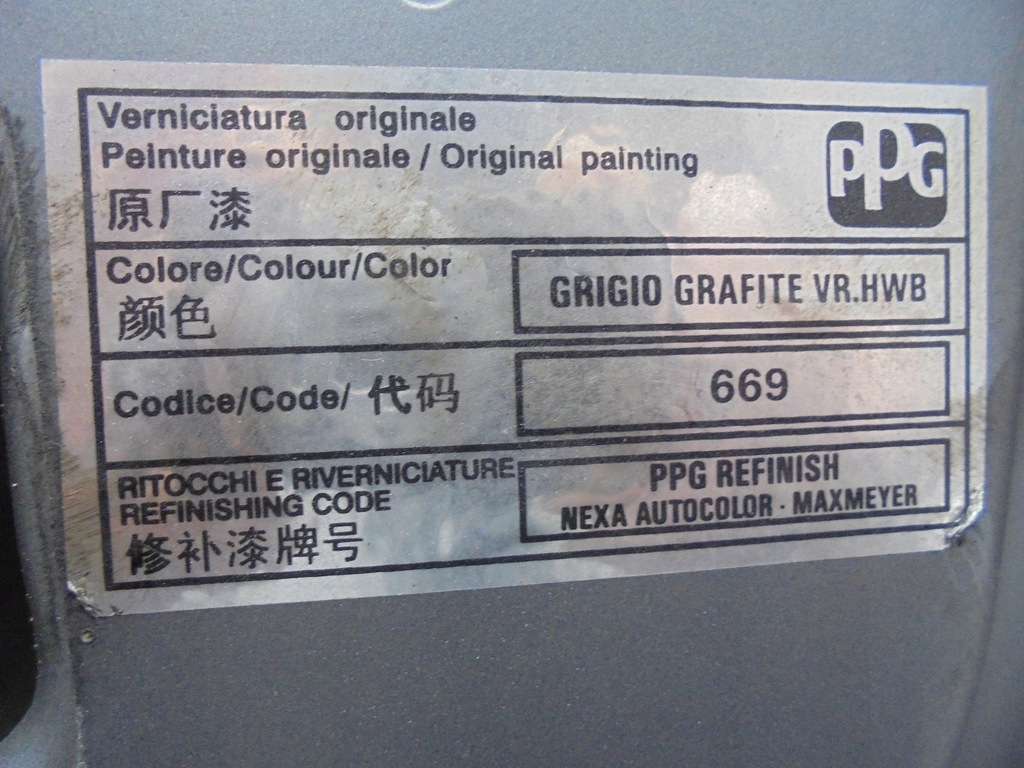 Verniciatura originale
Peinture originale / Original painting
原厂漆
PPG
Colore/Colour/Color
颜色
GRIGIO GRAFITE VR.HWB
Codice/Code/ 代码
669
RITOCCHI E RIVERNICIATURE
REFINISHING CODE
修补漆牌号
PPG REFINISH
NEXA AUTOCOLOR · MAXMEYER